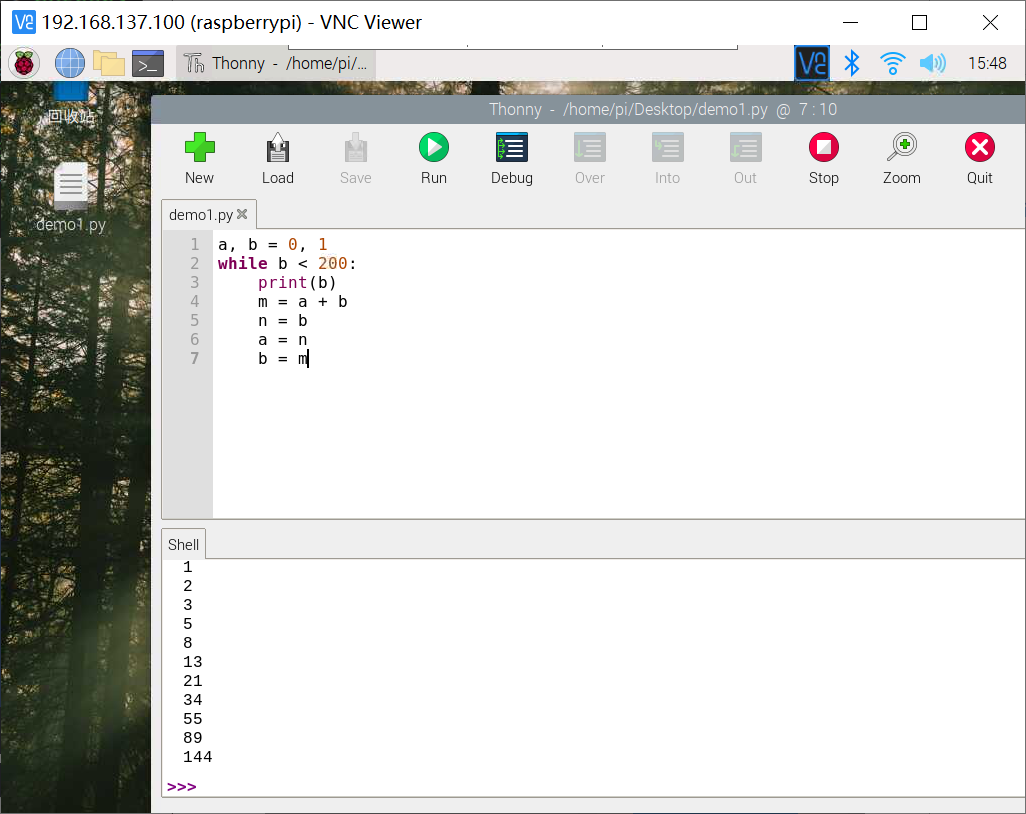 192.168.137.100 (raspberrypi) - VNC Viewer
Thonny - /home/pi/... 15:48
回收站
demo1.py
Thonny - /home/pi/Desktop/demo1.py @ 7 : 10
New Load Save Run Debug Over Into Out Stop Zoom Quit
demo1.py
1 a, b = 0, 1
2 while b < 200:
3 print(b)
4 m = a + b
5 n = b
6 a = n
7 b = m
Shell
1
2
3
5
8
13
21
34
55
89
144
>>>